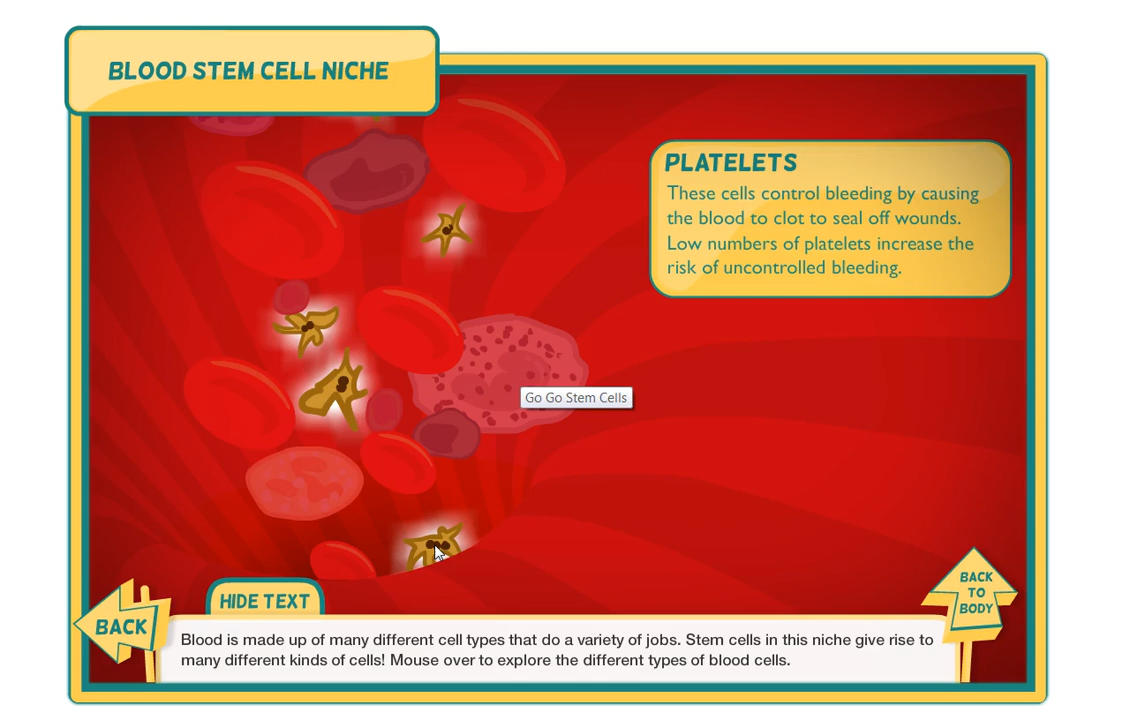 BLOOD STEM CELL NICHE
PLATELETS
These cells control bleeding by causing
the blood to clot to seal off wounds.
Low numbers of platelets increase the
risk of uncontrolled bleeding.
Go Go Stem Cells
BACK
TO
BODY
HIDE TEXT
BACK
Blood is made up of many different cell types that do a variety of jobs. Stem cells in this niche give rise to
many different kinds of cells! Mouse over to explore the different types of blood cells.